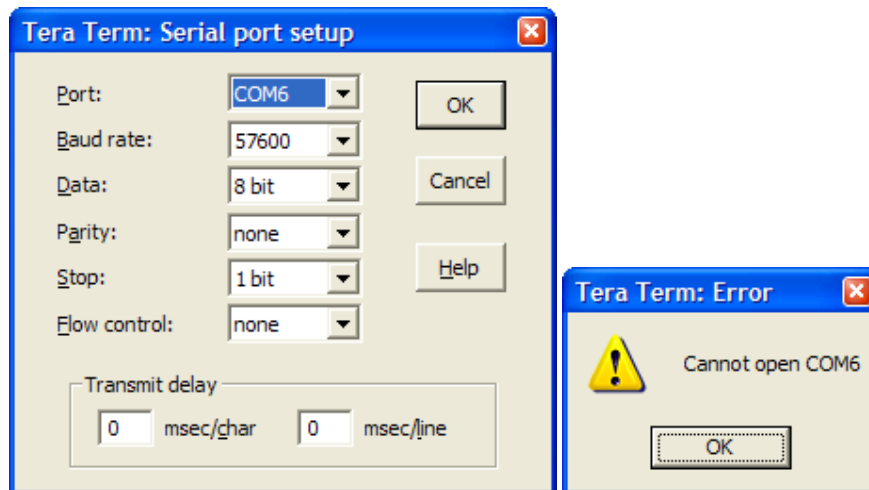 Tera Term: Serial port setup
Port: COM6
OK
Baud rate: 57600
Data: 8 bit
Cancel
Parity: none
Stop: 1 bit
Help
Flow control: none
Transmit delay
0 msec/char 0 msec/line
Tera Term: Error
Cannot open COM6
OK